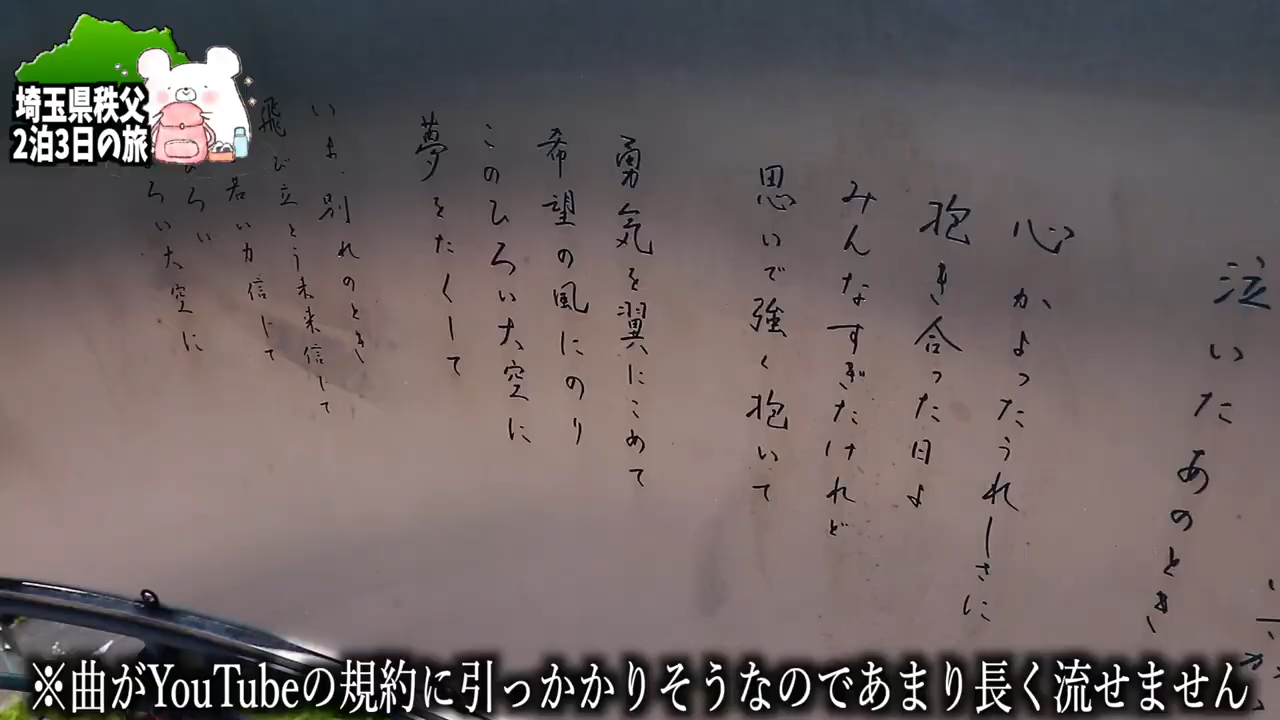 埼玉県秩父
2泊3日の旅
泣いたあのとき
心かよったうれしさに
抱き合った日よ
みんなすぎたけれど
思いで強く抱いて
勇気を翼にこめて
希望の風にのり
このひろい大空に
夢をたくして
いま、別れのとき
飛び立とう未来信じて
若い力信じて
ひろい
ろい大空に
※曲がYouTubeの規約に引っかかりそうなのであまり長く流せません